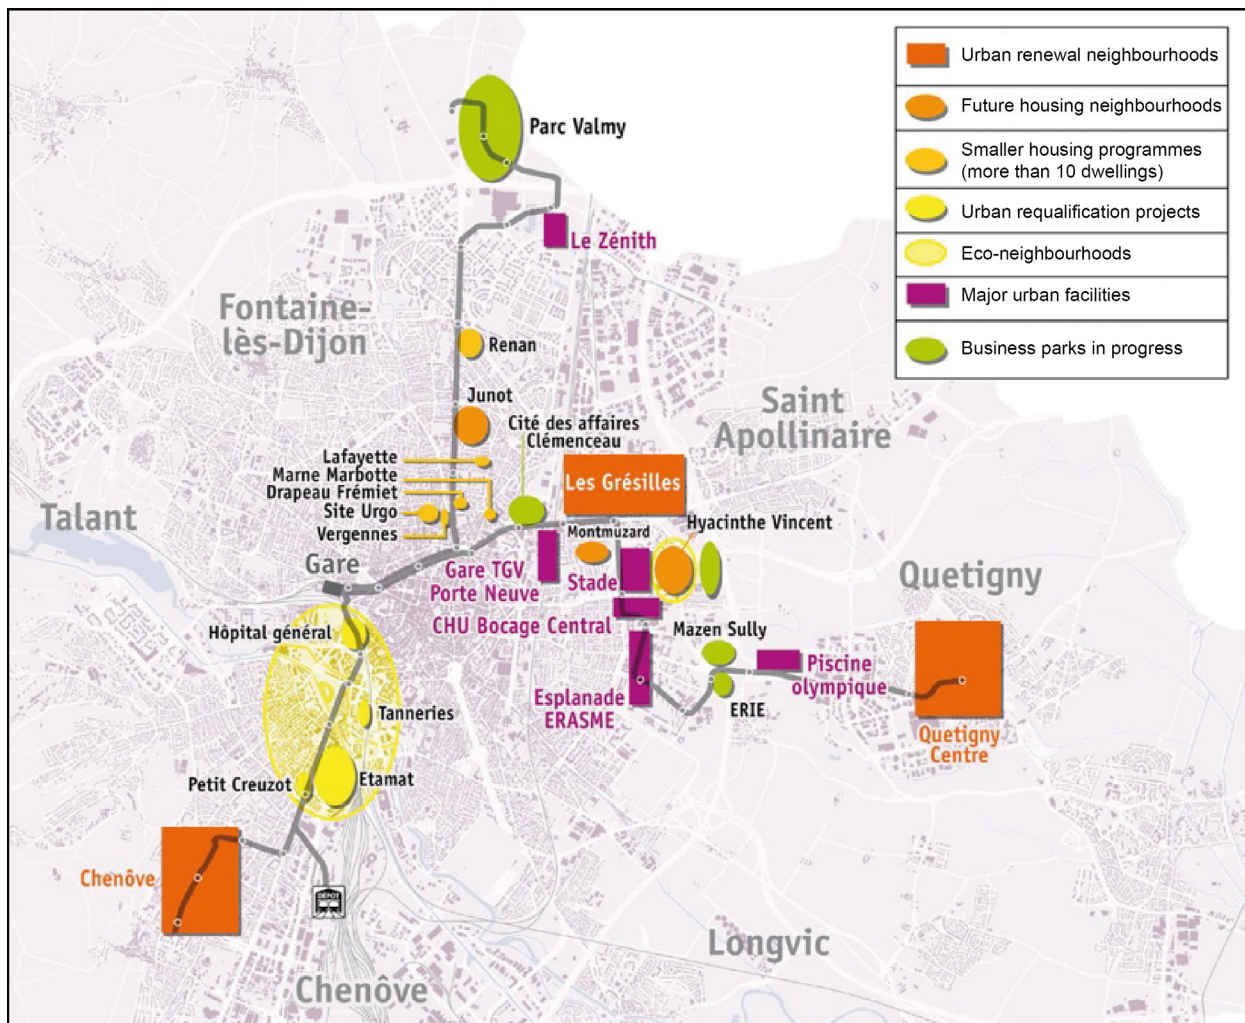 Urban renewal neighbourhoods
Future housing neighbourhoods
Smaller housing programmes
(more than 10 dwellings)
Urban requalification projects
Eco-neighbourhoods
Major urban facilities
Business parks in progress
Parc Valmy
Le Zénith
Fontaine-
lès-Dijon
Renan
Junot
Cité des affaires
Clémenceau
Saint
Apollinaire
Lafayette
Marne Marbotte
Drapeau Frémiet
Site Urgo
Vergennes
Les Grésilles
Talant
Hyacinthe Vincent
Montmuzard
Gare
Gare TGV
Porte Neuve
Stade
Quetigny
CHU Bocage Central
Hôpital général
Mazen Sully
Piscine
olympique
Esplanade
ERASME
ERIE
Tanneries
Quetigny
Centre
Petit Creuzot
Etamat
Chenôve
DÉPOT
Longvic
Chenôve